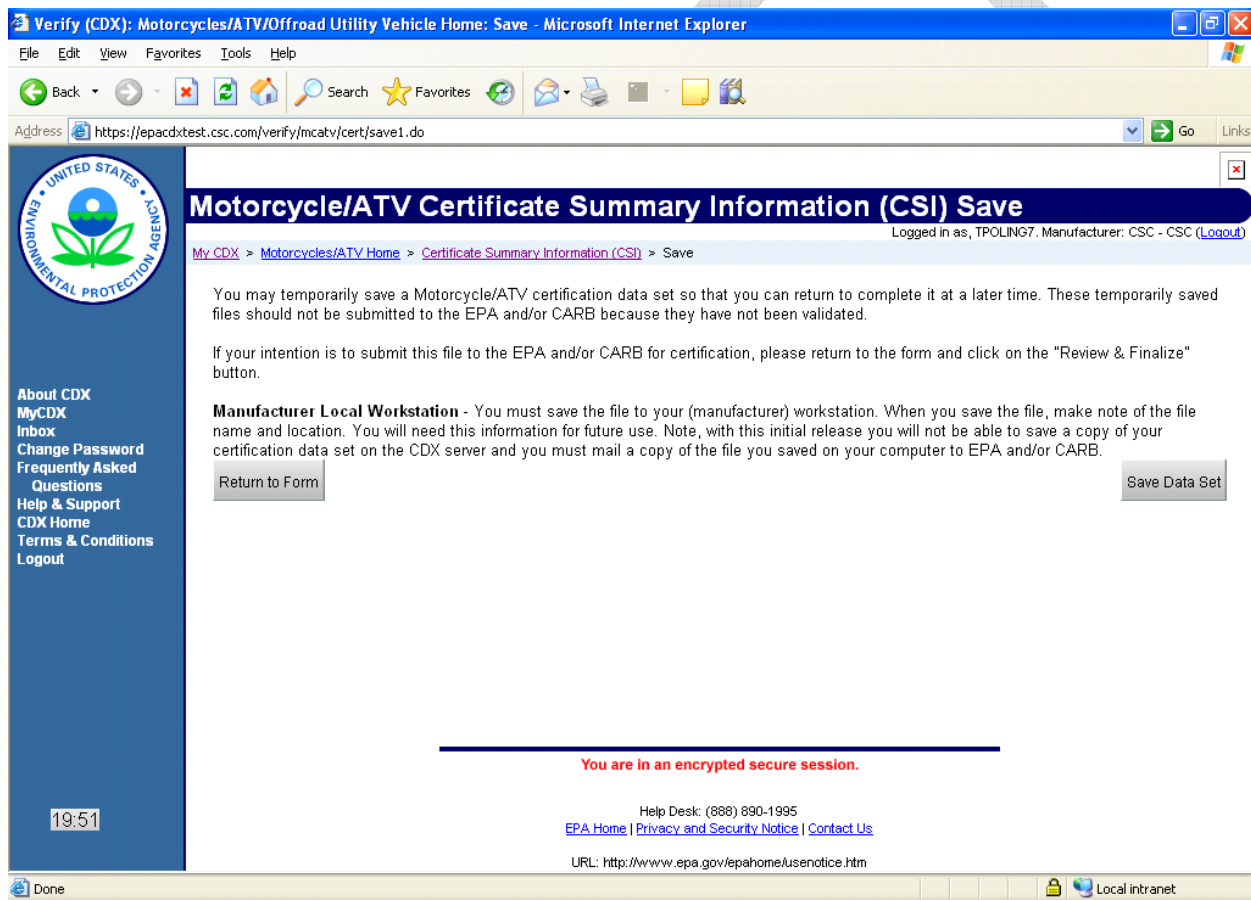 Verify (CDX): Motorcycles/ATV/Offroad Utility Vehicle Home: Save - Microsoft Internet Explorer
File Edit View Favorites Tools Help
Back Search Favorites
Address https://epacdxtest.csc.com/verify/mcatv/cert/save1.do Go Links
UNITED STATES
ENVIRONMENTAL PROTECTION AGENCY
Motorcycle/ATV Certificate Summary Information (CSI) Save
Logged in as, TPOLING7. Manufacturer: CSC - CSC (Logout)
My CDX > Motorcycles/ATV Home > Certificate Summary Information (CSI) > Save
You may temporarily save a Motorcycle/ATV certification data set so that you can return to complete it at a later time. These temporarily saved
files should not be submitted to the EPA and/or CARB because they have not been validated.
If your intention is to submit this file to the EPA and/or CARB for certification, please return to the form and click on the "Review & Finalize"
button.
Manufacturer Local Workstation - You must save the file to your (manufacturer) workstation. When you save the file, make note of the file
name and location. You will need this information for future use. Note, with this initial release you will not be able to save a copy of your
certification data set on the CDX server and you must mail a copy of the file you saved on your computer to EPA and/or CARB.
Return to Form Save Data Set
About CDX
MyCDX
Inbox
Change Password
Frequently Asked
Questions
Help & Support
CDX Home
Terms & Conditions
Logout
19:51
You are in an encrypted secure session.
Help Desk: (888) 890-1995
EPA Home | Privacy and Security Notice | Contact Us
URL: http://www.epa.gov/epahome/usenotice.htm
Done Local intranet